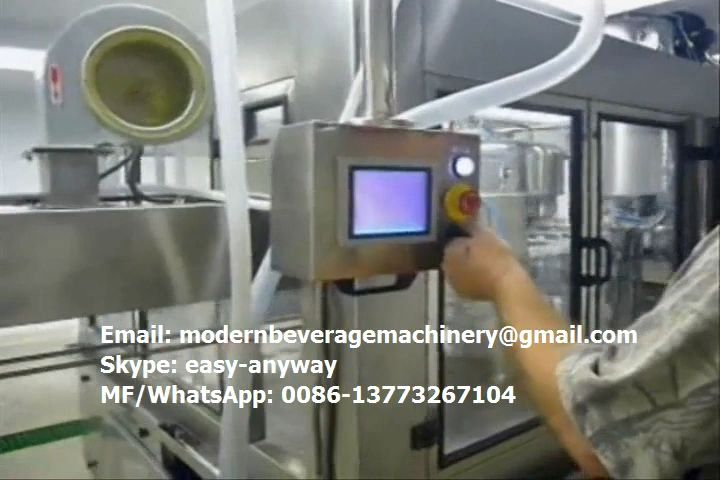 Email: modernbeveragemachinery@gmail.com
Skype: easy-anyway
MF/WhatsApp: 0086-13773267104